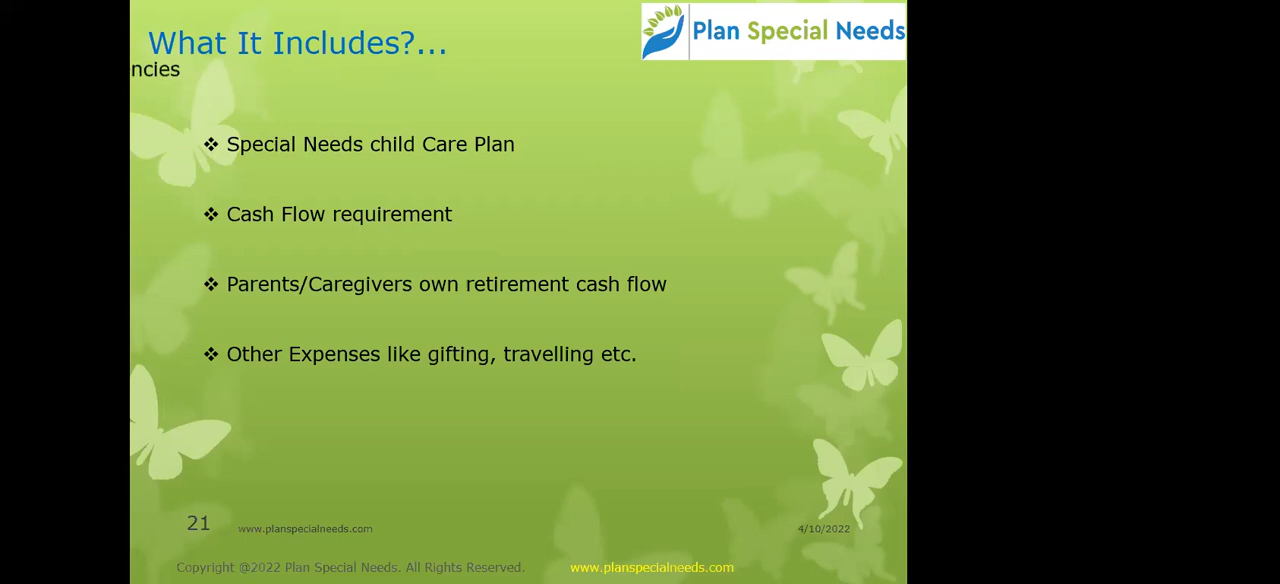 What It Includes?...
Plan Special Needs
ncies
❖ Special Needs child Care Plan
❖ Cash Flow requirement
❖ Parents/Caregivers own retirement cash flow
❖ Other Expenses like gifting, travelling etc.
21
www.planspecialneeds.com
4/10/2022
Copyright @2022 Plan Special Needs. All Rights Reserved.
www.planspecialneeds.com